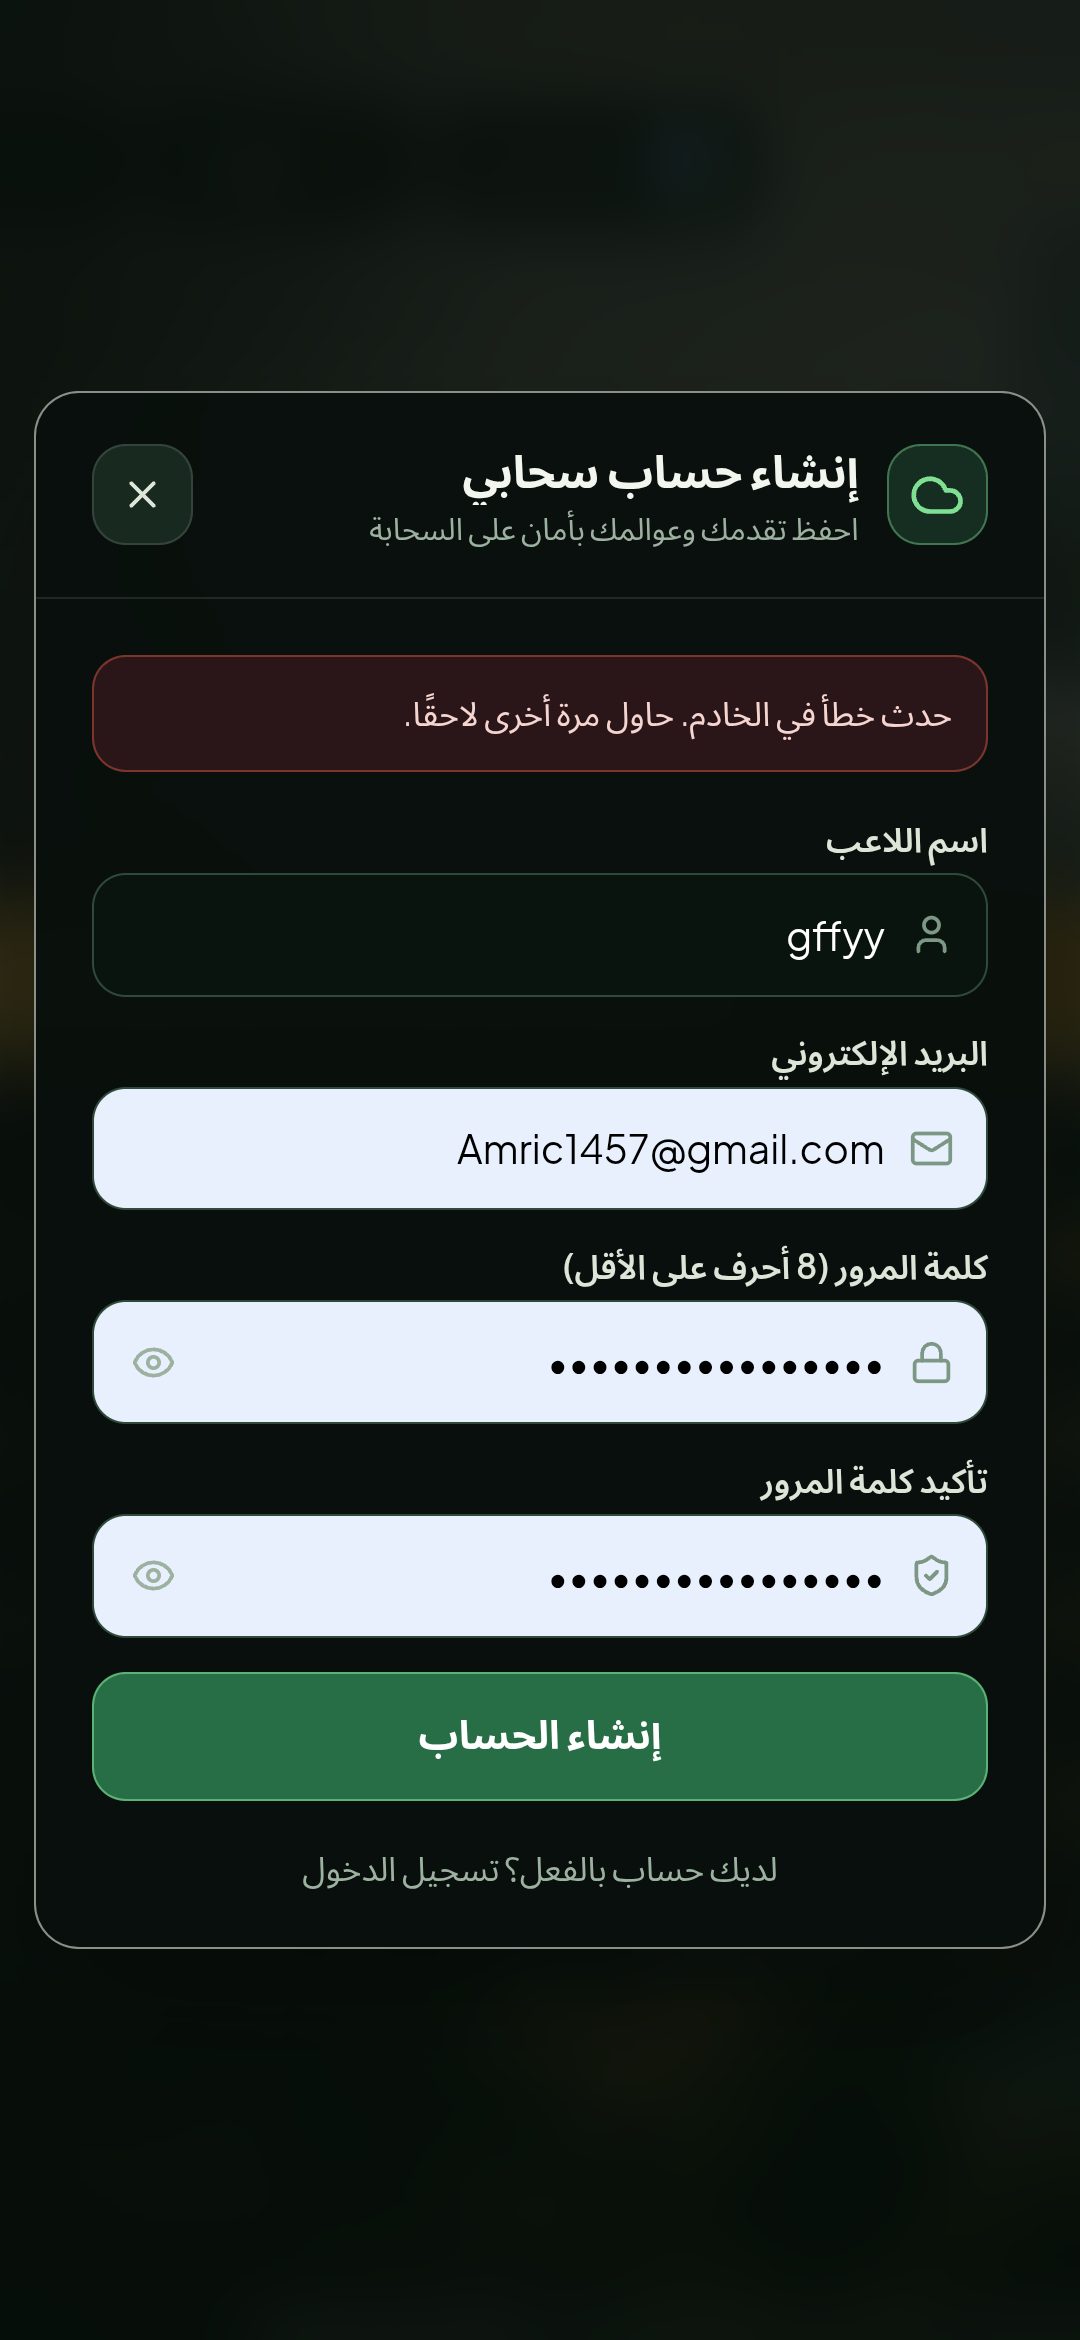 إنشاء حساب سحابي
احفظ تقدمك وعوالمك بأمان على السحابة
حدث خطأ في الخادم. حاول مرة أخرى لاحقًا.
اسم اللاعب
gffyy
البريد الإلكتروني
Amric1457@gmail.com
كلمة المرور (8 أحرف على الأقل)
••••••••••••••••
تأكيد كلمة المرور
••••••••••••••••
إنشاء الحساب
لديك حساب بالفعل؟ تسجيل الدخول